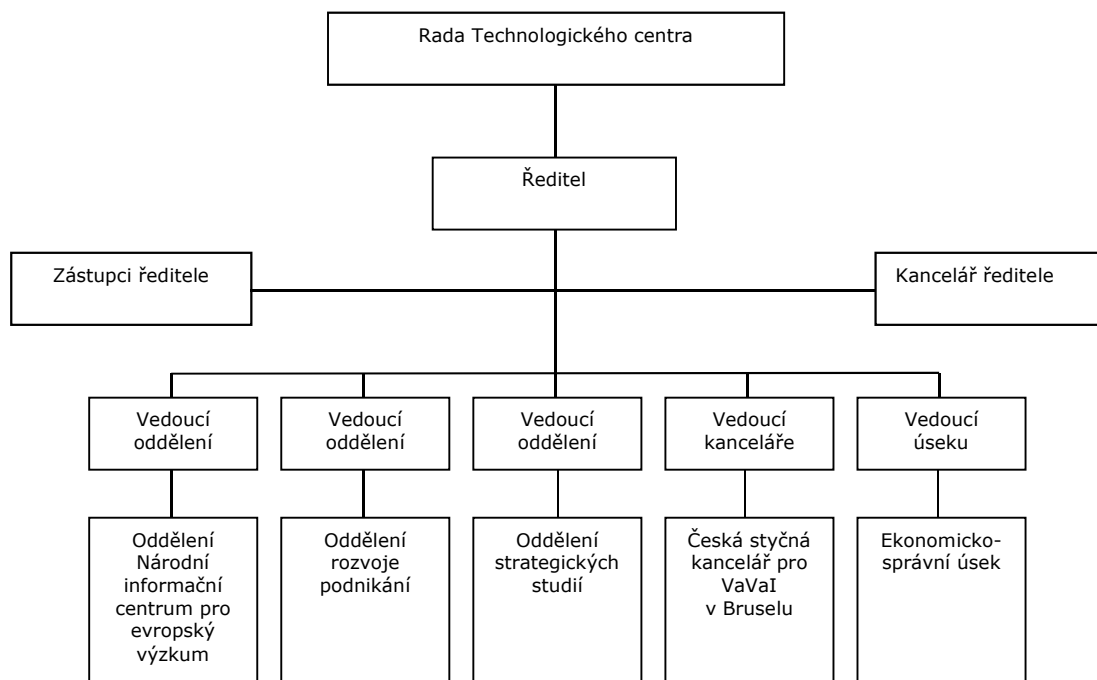 Rada Technologického centra
Ředitel
Zástupci ředitele
Kancelář ředitele
Vedoucí
oddělení
Vedoucí
oddělení
Vedoucí
oddělení
Vedoucí
kanceláře
Vedoucí
úseku
Oddělení
Národní
informační
centrum pro
evropský
výzkum
Oddělení
rozvoje
podnikání
Oddělení
strategických
studií
Česká styčná
kancelář pro
VaVaI
v Bruselu
Ekonomicko-
správní úsek